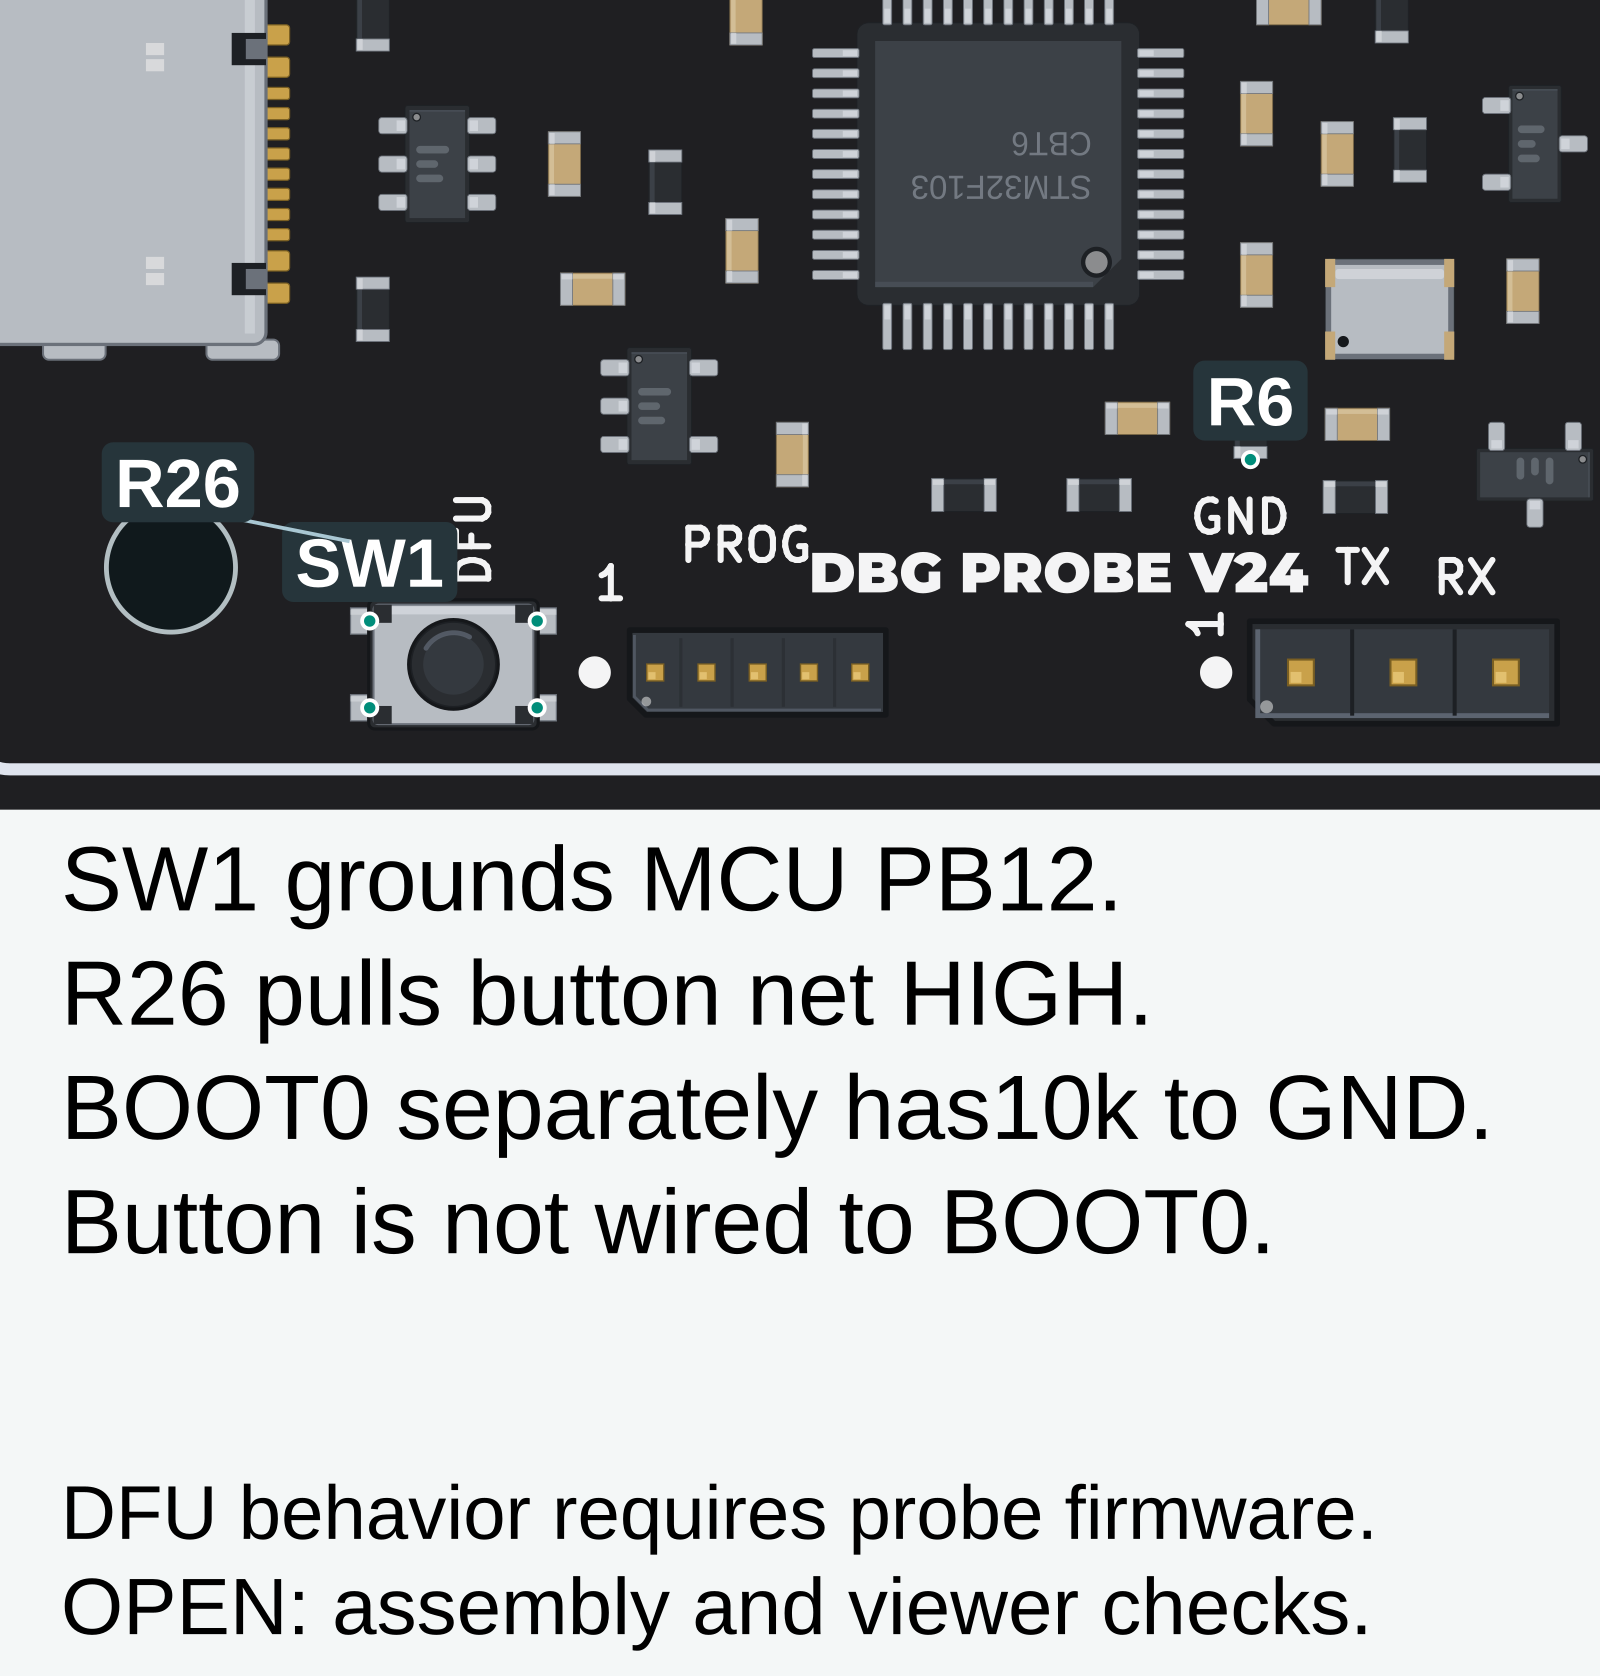 CBT6
STM32F103
R6
R26
SW1
DFU
GND
PROG
1
DBG PROBE V24
TX
RX
1
SW1 grounds MCU PB12.
R26 pulls button net HIGH.
BOOT0 separately has10k to GND.
Button is not wired to BOOT0.
DFU behavior requires probe firmware.
OPEN: assembly and viewer checks.